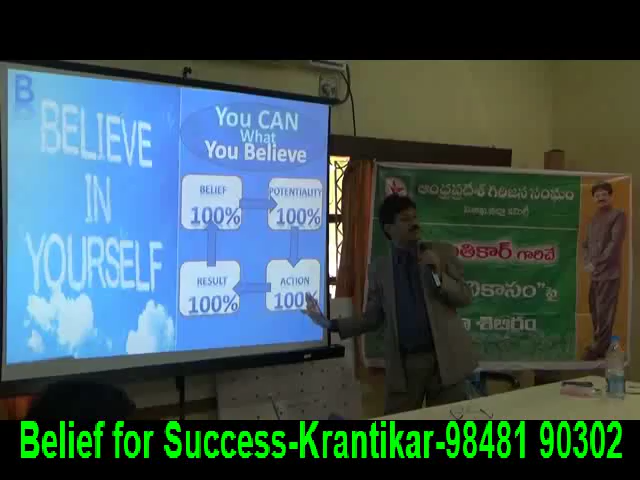 B
BELIEVE
IN
YOURSELF
You CAN
What
You Believe
BELIEF
100%
POTENTIALITY
100%
RESULT
100%
ACTION
100%
ఆంధ్రప్రదేశ్ గిరిజన సంఘం
గారిచే
Belief for Success-Krantikar-98481 90302